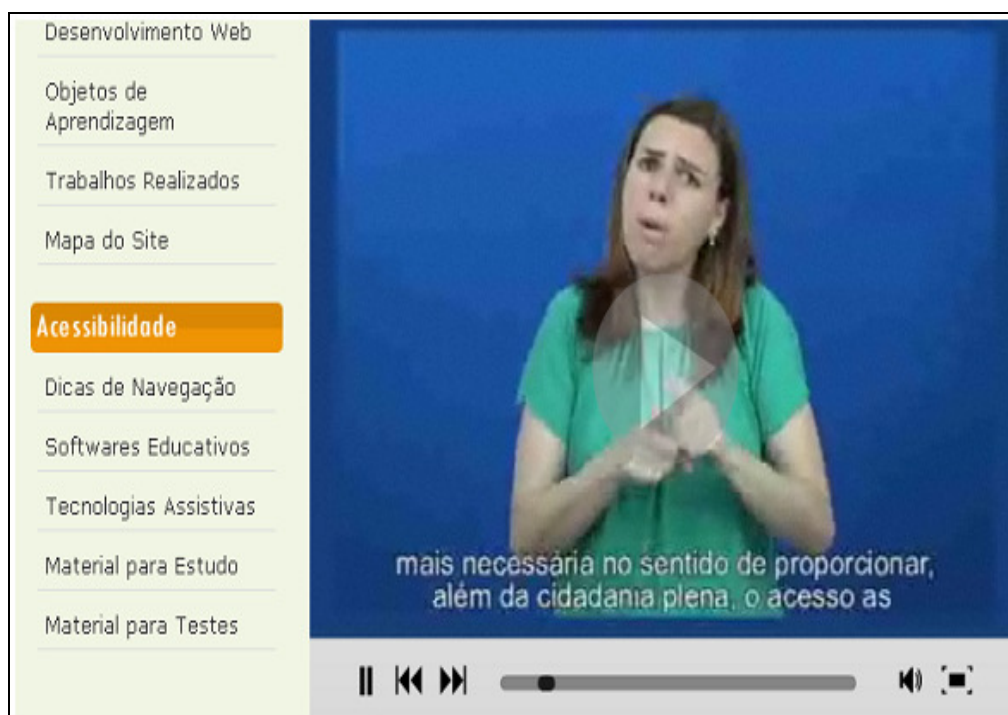 Desenvolvimento Web
Objetos de
Aprendizagem
Trabalhos Realizados
Mapa do Site
Acessibilidade
Dicas de Navegação
Softwares Educativos
Tecnologias Assistivas
Material para Estudo
Material para Testes
mais necessária no sentido de proporcionar,
além da cidadania plena, o acesso as